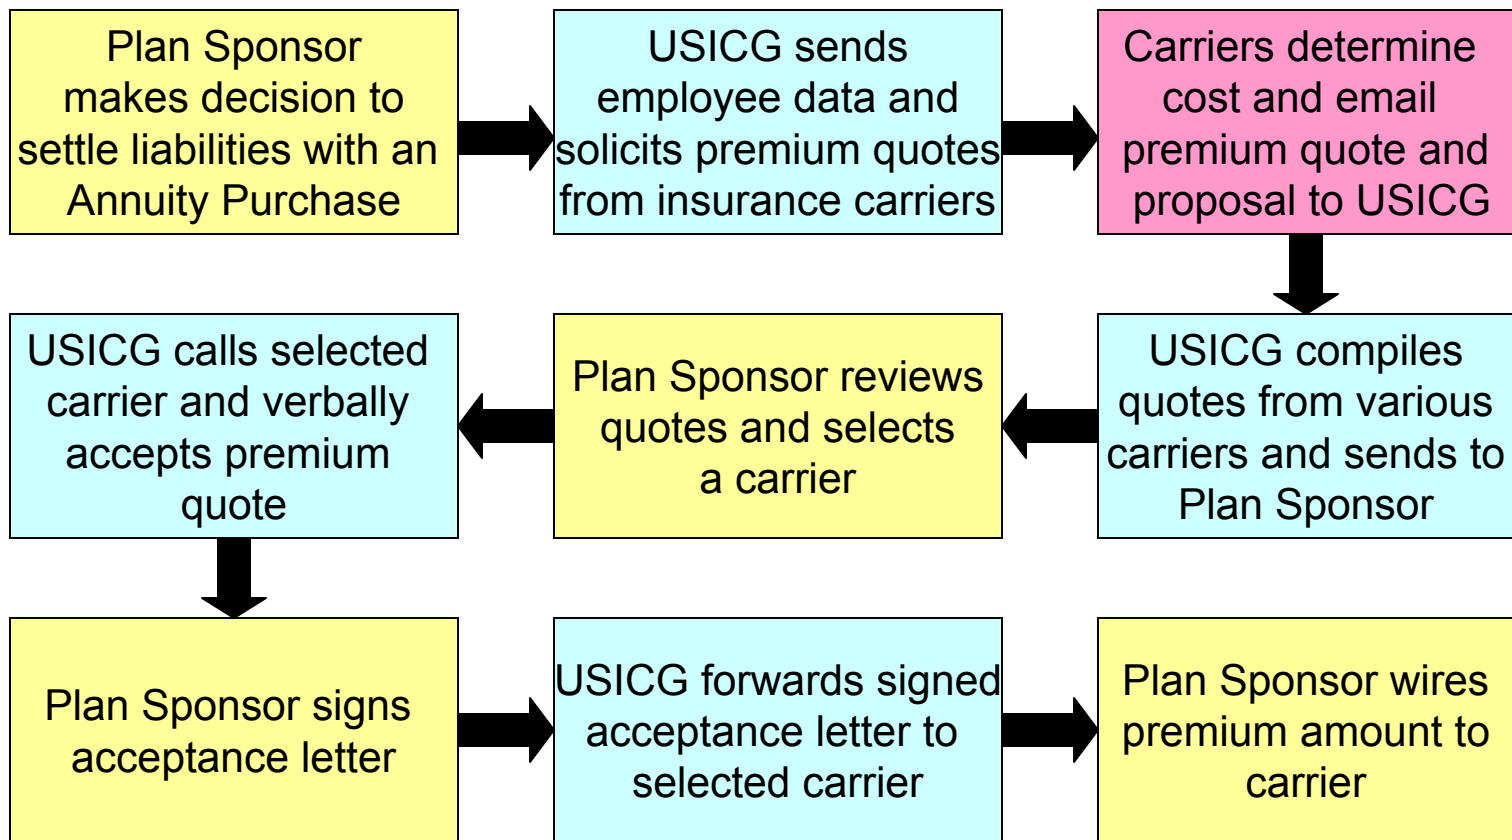 Plan Sponsor
makes decision to
settle liabilities with an
Annuity Purchase
USICG sends
employee data and
solicits premium quotes
from insurance carriers
Carriers determine
cost and email
premium quote and
proposal to USICG
USICG compiles
quotes from various
carriers and sends to
Plan Sponsor
Plan Sponsor reviews
quotes and selects
a carrier
USICG calls selected
carrier and verbally
accepts premium
quote
Plan Sponsor signs
acceptance letter
USICG forwards signed
acceptance letter to
selected carrier
Plan Sponsor wires
premium amount to
carrier